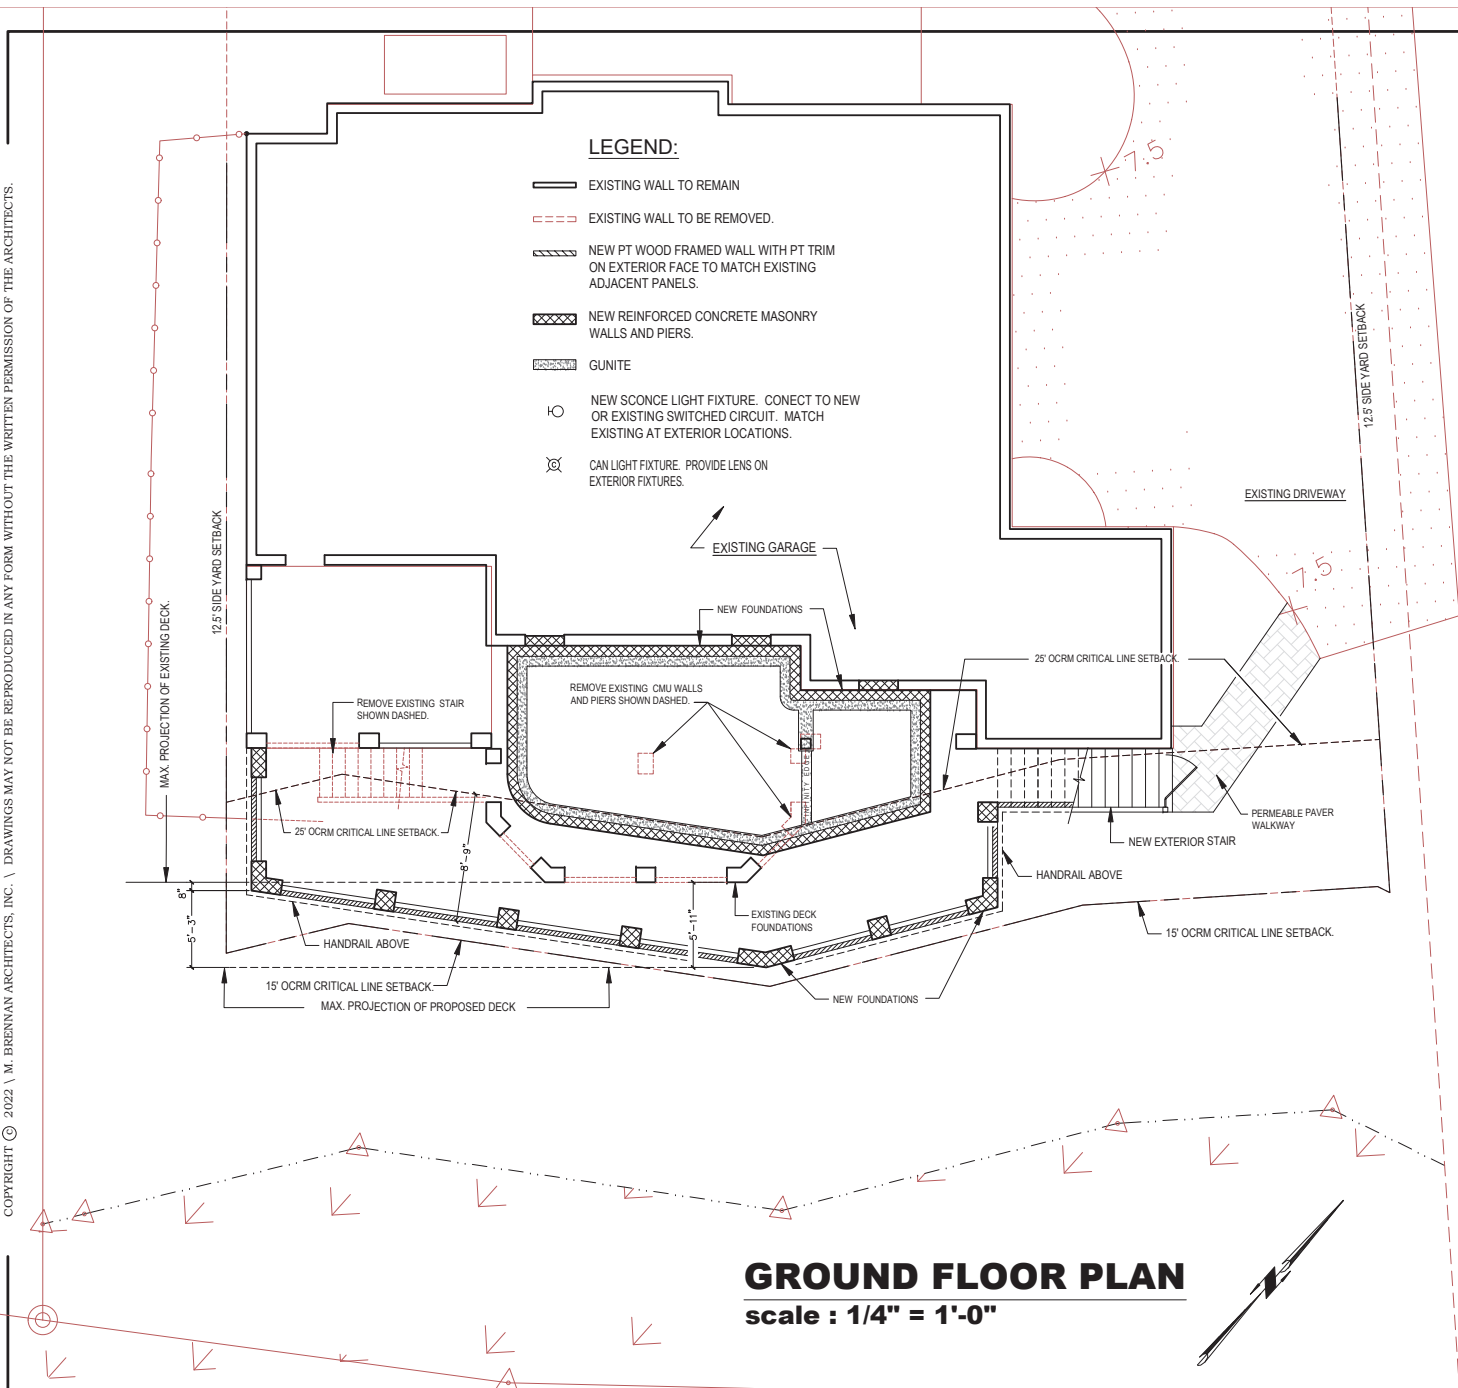 LEGEND:
EXISTING WALL TO REMAIN
EXISTING WALL TO BE REMOVED.
NEW PT WOOD FRAMED WALL WITH PT TRIM
ON EXTERIOR FACE TO MATCH EXISTING
ADJACENT PANELS.
NEW REINFORCED CONCRETE MASONRY
WALLS AND PIERS.
GUNITE
NEW SCONCE LIGHT FIXTURE. CONECT TO NEW
OR EXISTING SWITCHED CIRCUIT. MATCH
EXISTING AT EXTERIOR LOCATIONS.
C
CAN LIGHT FIXTURE. PROVIDE LENS ON
EXTERIOR FIXTURES.
7.5
12.5' SIDE YARD SETBACK
EXISTING DRIVEWAY
7.5
EXISTING GARAGE
NEW FOUNDATIONS
12.5' SIDE YARD SETBACK
MAX. PROJECTION OF EXISTING DECK.
25' OCRM CRITICAL LINE SETBACK.
REMOVE EXISTING STAIR
SHOWN DASHED.
REMOVE EXISTING CMU WALLS
AND PIERS SHOWN DASHED.
INFINITY EDGE
25' OCRM CRITICAL LINE SETBACK.
8'-9"
PERMEABLE PAVER
WALKWAY
NEW EXTERIOR STAIR
HANDRAIL ABOVE
8"
5'-3"
5'-11"
EXISTING DECK
FOUNDATIONS
HANDRAIL ABOVE
15' OCRM CRITICAL LINE SETBACK.
15' OCRM CRITICAL LINE SETBACK.
NEW FOUNDATIONS
MAX. PROJECTION OF PROPOSED DECK
GROUND FLOOR PLAN
scale : 1/4" = 1'-0"
COPYRIGHT © 2022 \ M. BRENNAN ARCHITECTS, INC. \ DRAWINGS MAY NOT BE REPRODUCED IN ANY FORM WITHOUT THE WRITTEN PERMISSION OF THE ARCHITECTS.